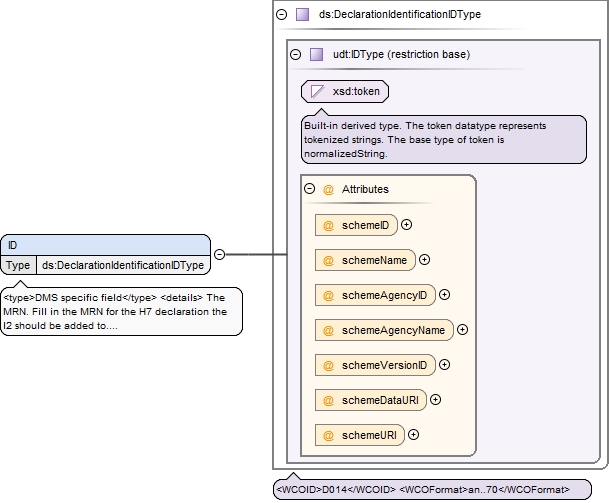 ds:DeclarationIdentificationIDType
udt:IDType (restriction base)
xsd:token
Built-in derived type. The token datatype represents
tokenized strings. The base type of token is
normalizedString.
@ Attributes
@ schemeID
@ schemeName
@ schemeAgencyID
@ schemeAgencyName
@ schemeVersionID
@ schemeDataURI
@ schemeURI
ID
Type ds:DeclarationIdentificationIDType
<type>DMS specific field</type> <details> The
MRN. Fill in the MRN for the H7 declaration the
I2 should be added to....
<WCOID>D014</WCOID> <WCOFormat>an..70</WCOFormat>